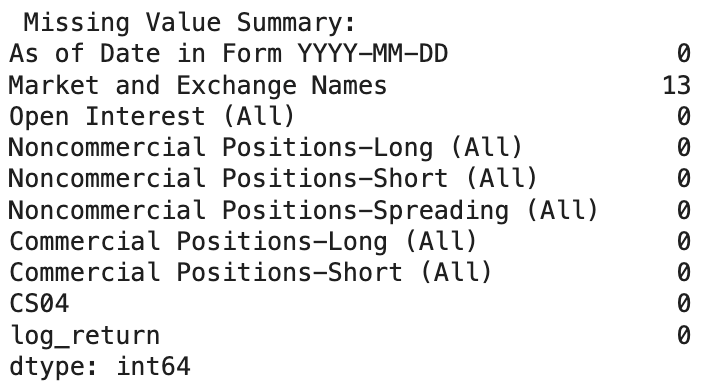 Missing Value Summary:
As of Date in Form YYYY-MM-DD 0
Market and Exchange Names 13
Open Interest (All) 0
Noncommercial Positions-Long (All) 0
Noncommercial Positions-Short (All) 0
Noncommercial Positions-Spreading (All) 0
Commercial Positions-Long (All) 0
Commercial Positions-Short (All) 0
CS04 0
log_return 0
dtype: int64